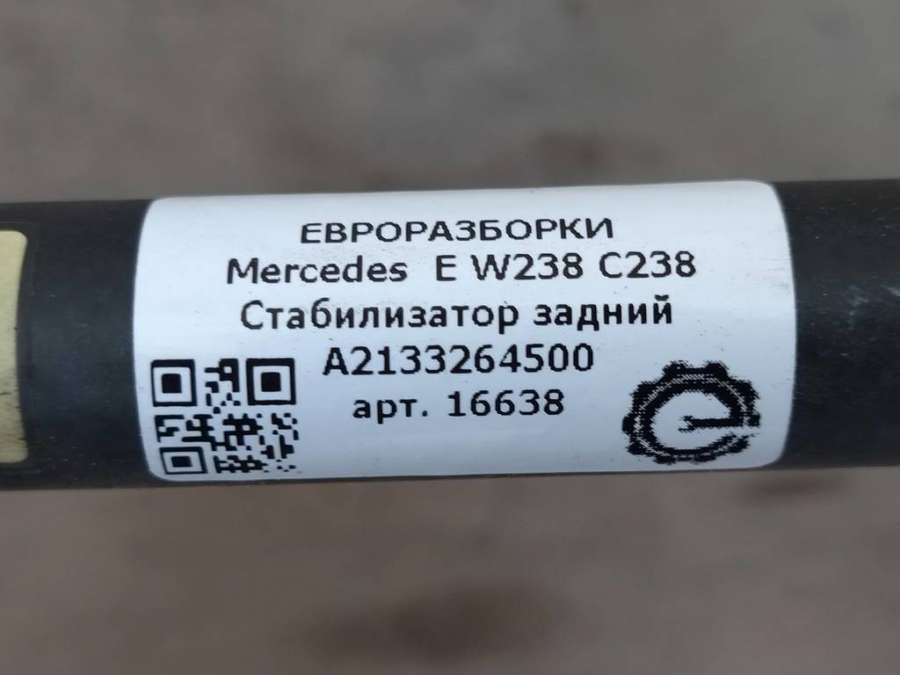 ЕВРОРАЗБОРКИ
Mercedes E W238 C238
Стабилизатор задний
A2133264500
арт. 16638